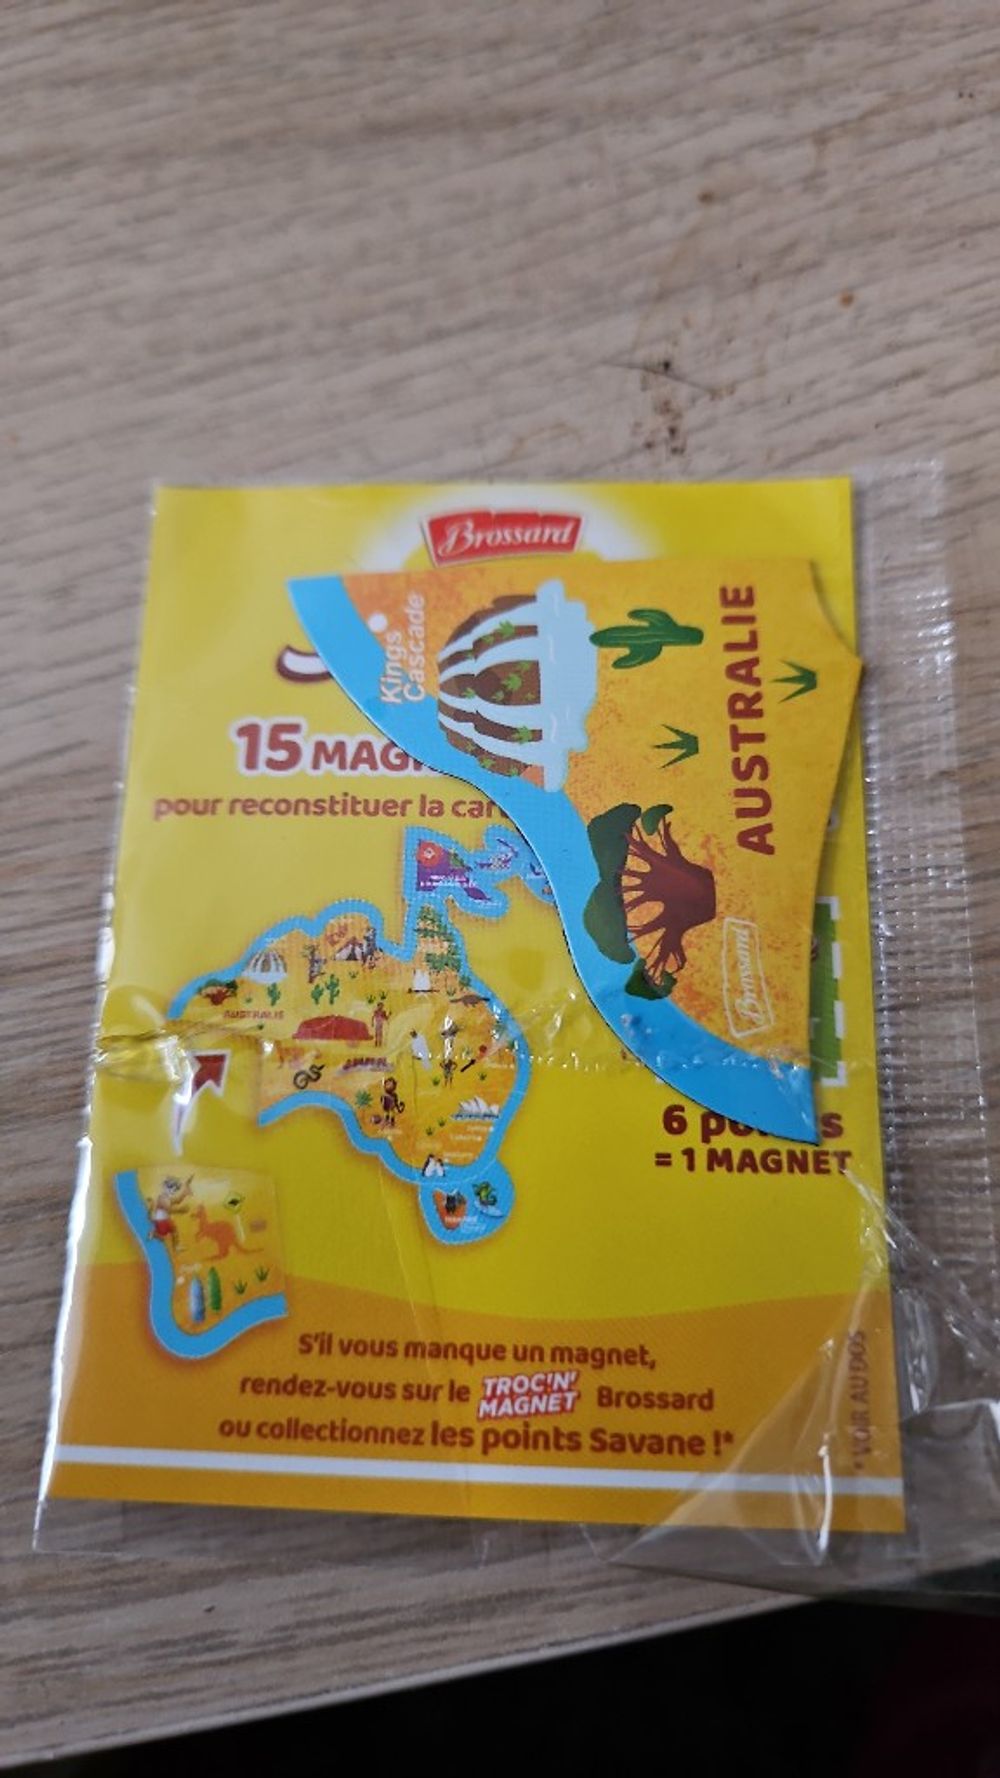 Brossard
15 MAG
pour reconstituer la car
Kings
Cascade
AUSTRALIE
Brossard
AUSTRALIE
6 po s
= 1 MAGNET
S'il vous manque un magnet,
rendez-vous sur le TROC'N' MAGNET Brossard
ou collectionnez les points Savane !*
* VOIR AU DOS